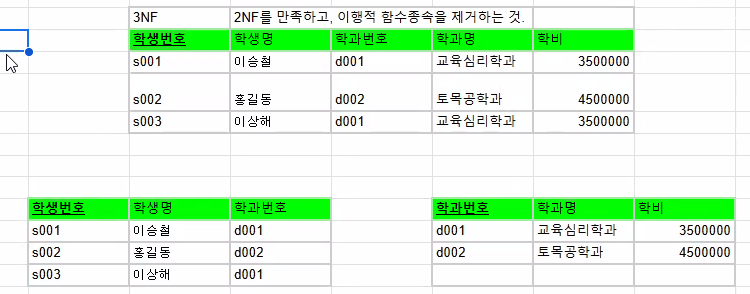 3NF 2NF를 만족하고, 이행적 함수종속을 제거하는 것.
학생번호 학생명 학과번호 학과명 학비
s001 이승철 d001 교육심리학과 3500000
s002 홍길동 d002 토목공학과 4500000
s003 이상해 d001 교육심리학과 3500000
학생번호 학생명 학과번호 학과번호 학과명 학비
s001 이승철 d001 d001 교육심리학과 3500000
s002 홍길동 d002 d002 토목공학과 4500000
s003 이상해 d001